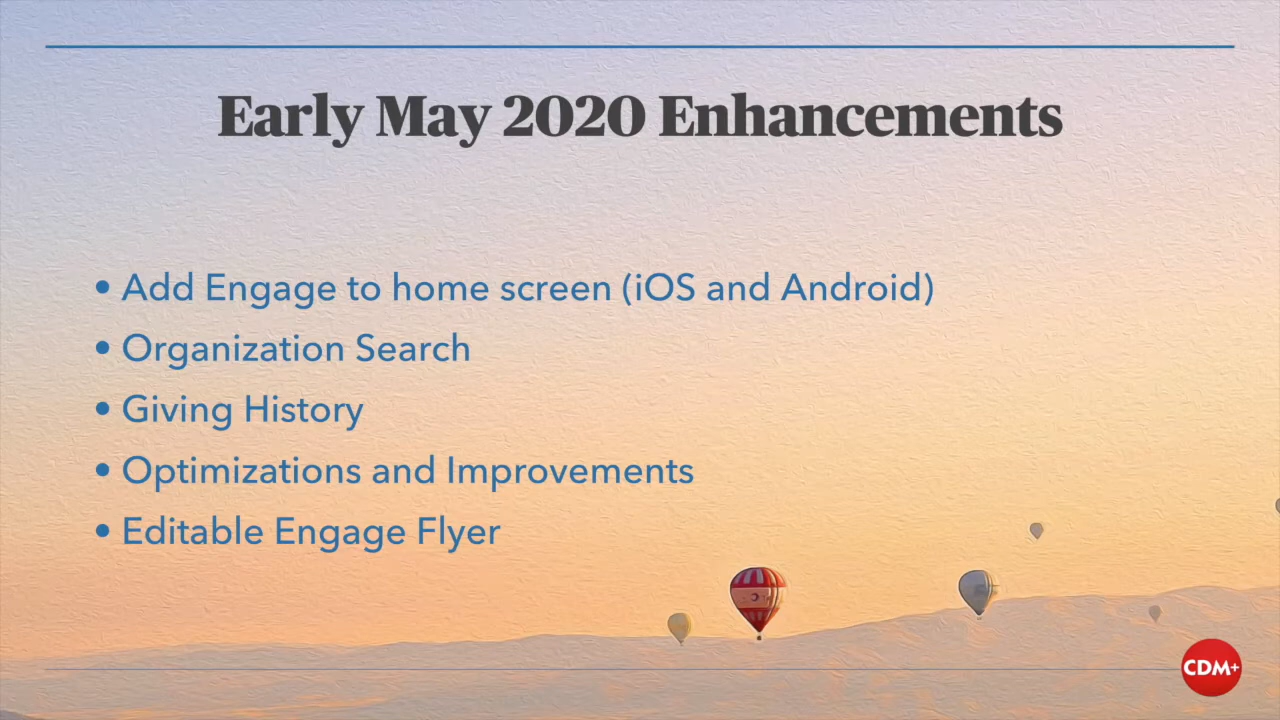 Early May 2020 Enhancements
• Add Engage to home screen (iOS and Android)
• Organization Search
• Giving History
• Optimizations and Improvements
• Editable Engage Flyer
CDM+